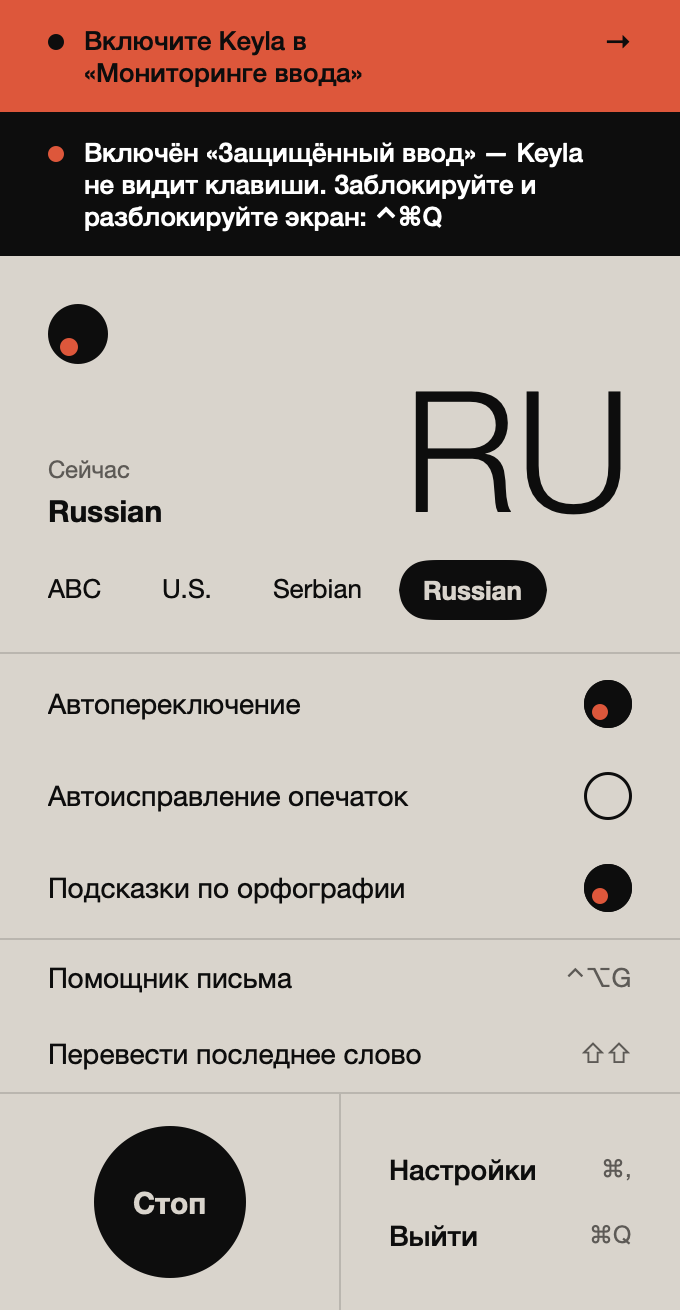 Включите Keyla в →
«Мониторинге ввода»
Включён «Защищённый ввод» — Keyla
не видит клавиши. Заблокируйте и
разблокируйте экран: ⌃⌘Q
RU
Сейчас
Russian
ABC U.S. Serbian Russian
Автопереключение
Автоисправление опечаток
Подсказки по орфографии
Помощник письма ⌃⌥G
Перевести последнее слово ⇧⇧
Стоп
Настройки ⌘,
Выйти ⌘Q